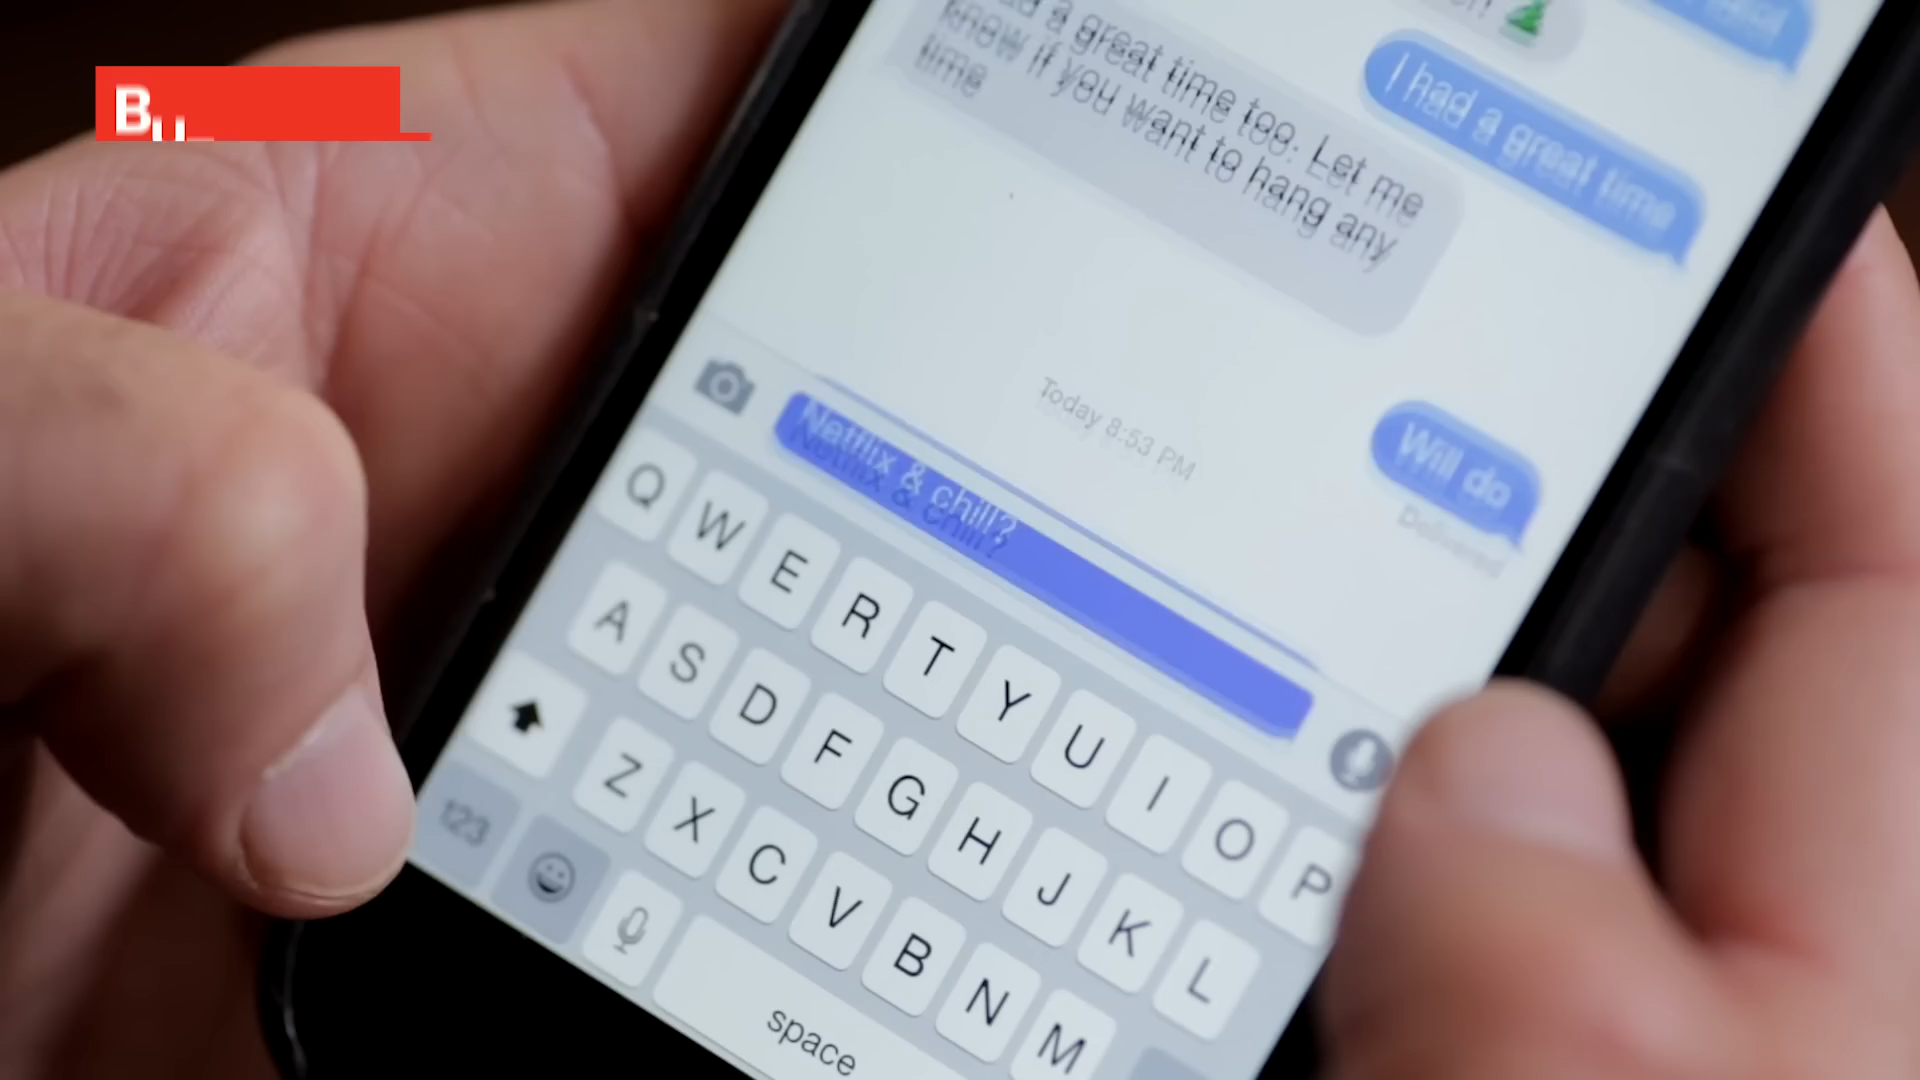 I had a great time
a great time too. Let me
know if you want to hang any
time
Today 8:53 PM
Will do
Delivered
Netflix & chill?
Q W E R T Y U I O P
A S D F G H J K L
Z X C V B N M
123
space